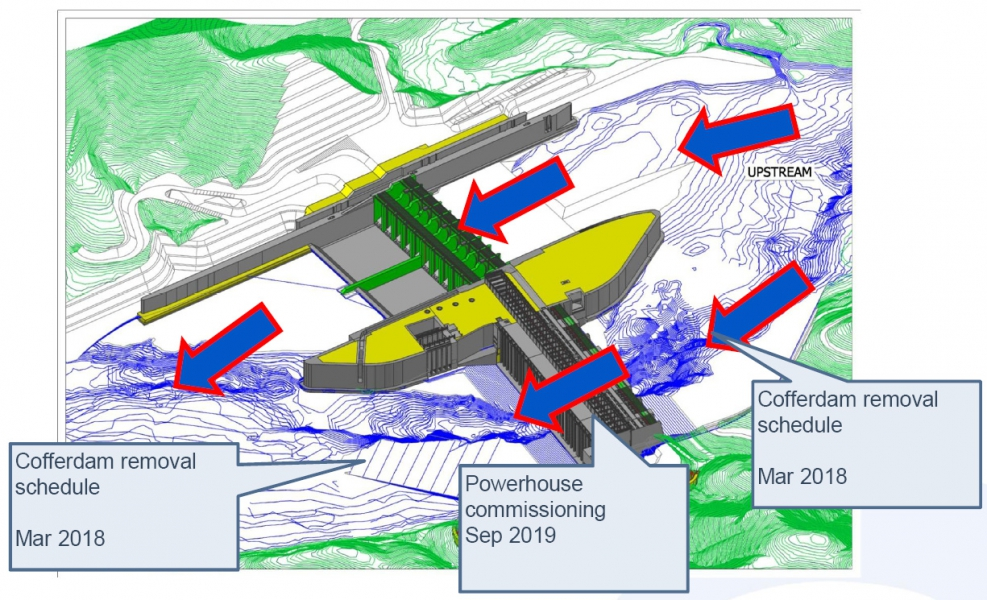 UPSTREAM
Cofferdam removal
schedule
Mar 2018
Cofferdam removal
schedule
Mar 2018
Powerhouse
commissioning
Sep 2019